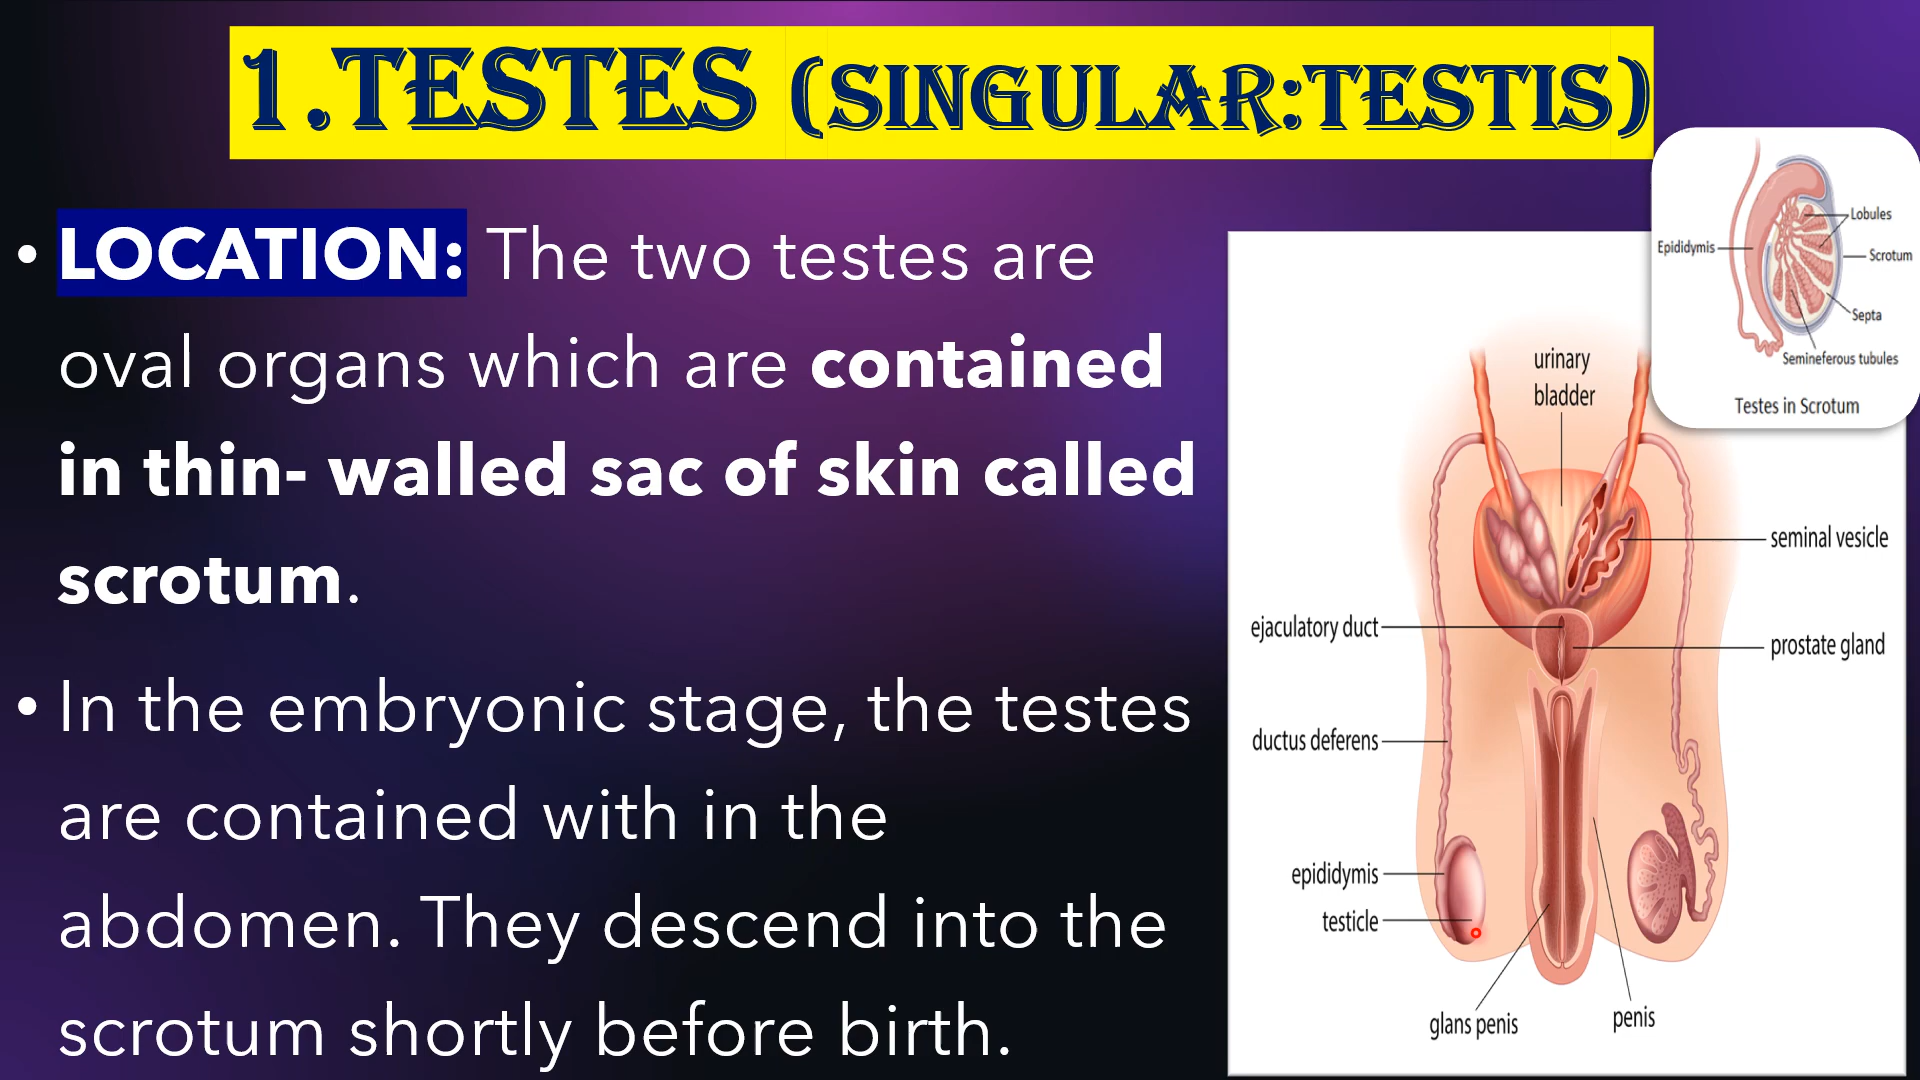 1.TESTES (SINGULAR:TESTIS)
• LOCATION: The two testes are
oval organs which are contained
in thin- walled sac of skin called
scrotum.
• In the embryonic stage, the testes
are contained with in the
abdomen. They descend into the
scrotum shortly before birth.
Lobules
Epididymis
Scrotum
Septa
Semineferous tubules
Testes in Scrotum
urinary
bladder
seminal vesicle
ejaculatory duct
prostate gland
ductus deferens
epididymis
testicle
glans penis
penis